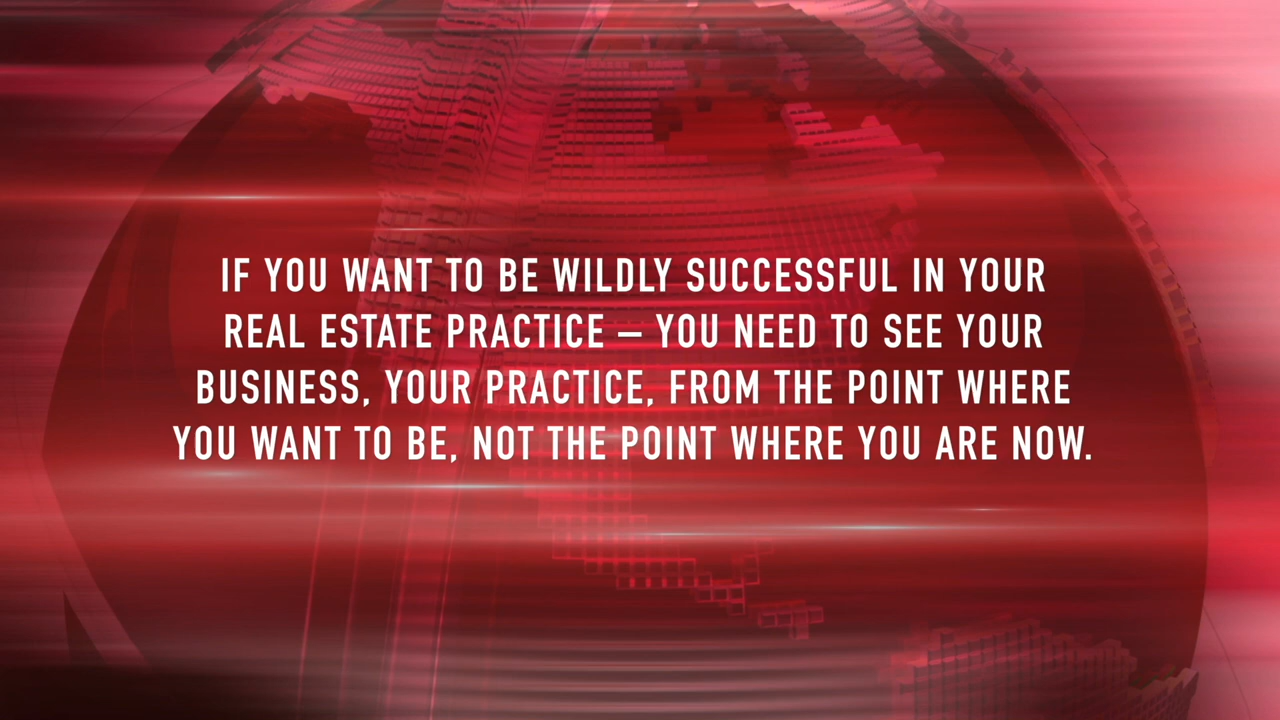 IF YOU WANT TO BE WILDLY SUCCESSFUL IN YOUR
REAL ESTATE PRACTICE – YOU NEED TO SEE YOUR
BUSINESS, YOUR PRACTICE, FROM THE POINT WHERE
YOU WANT TO BE, NOT THE POINT WHERE YOU ARE NOW.